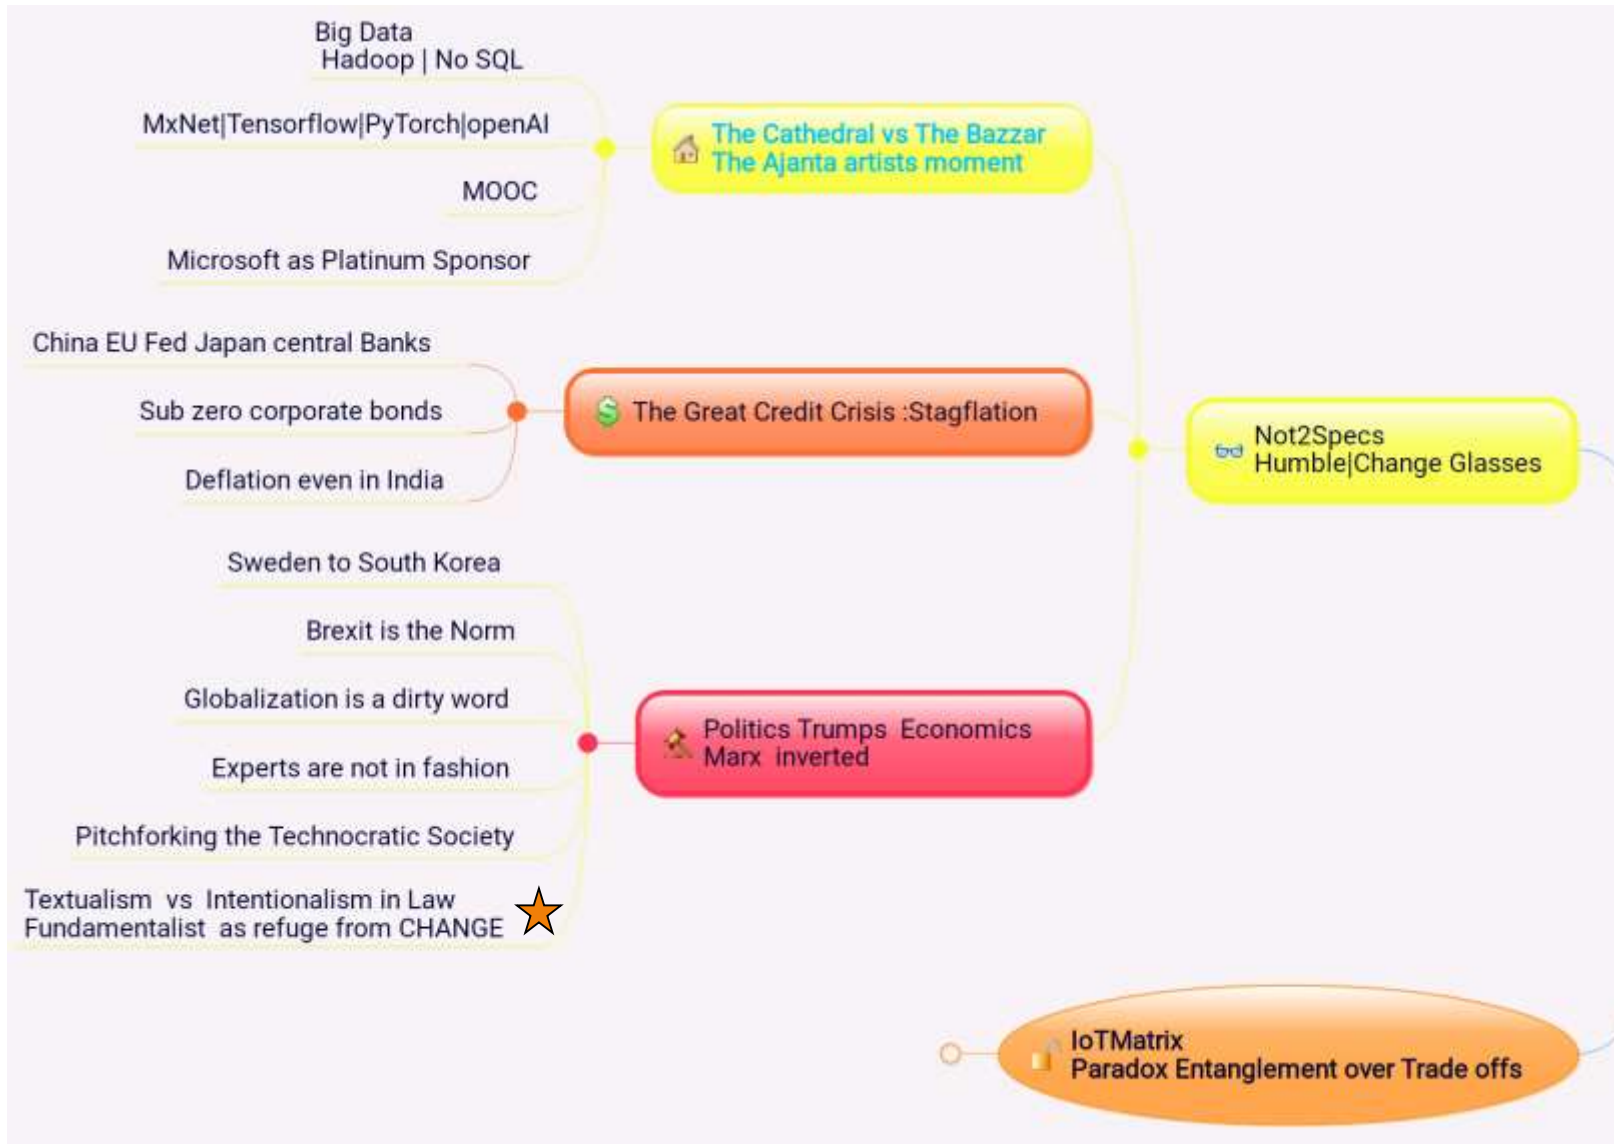 Big Data
Hadoop | No SQL
MxNet|Tensorflow|PyTorch|openAI
MOOC
Microsoft as Platinum Sponsor
The Cathedral vs The Bazzar
The Ajanta artists moment
China EU Fed Japan central Banks
Sub zero corporate bonds
Deflation even in India
The Great Credit Crisis :Stagflation
Not2Specs
Humble|Change Glasses
Sweden to South Korea
Brexit is the Norm
Globalization is a dirty word
Experts are not in fashion
Pitchforking the Technocratic Society
Textualism vs Intentionalism in Law
Fundamentalist as refuge from CHANGE
Politics Trumps Economics
Marx inverted
IoTMatrix
Paradox Entanglement over Trade offs